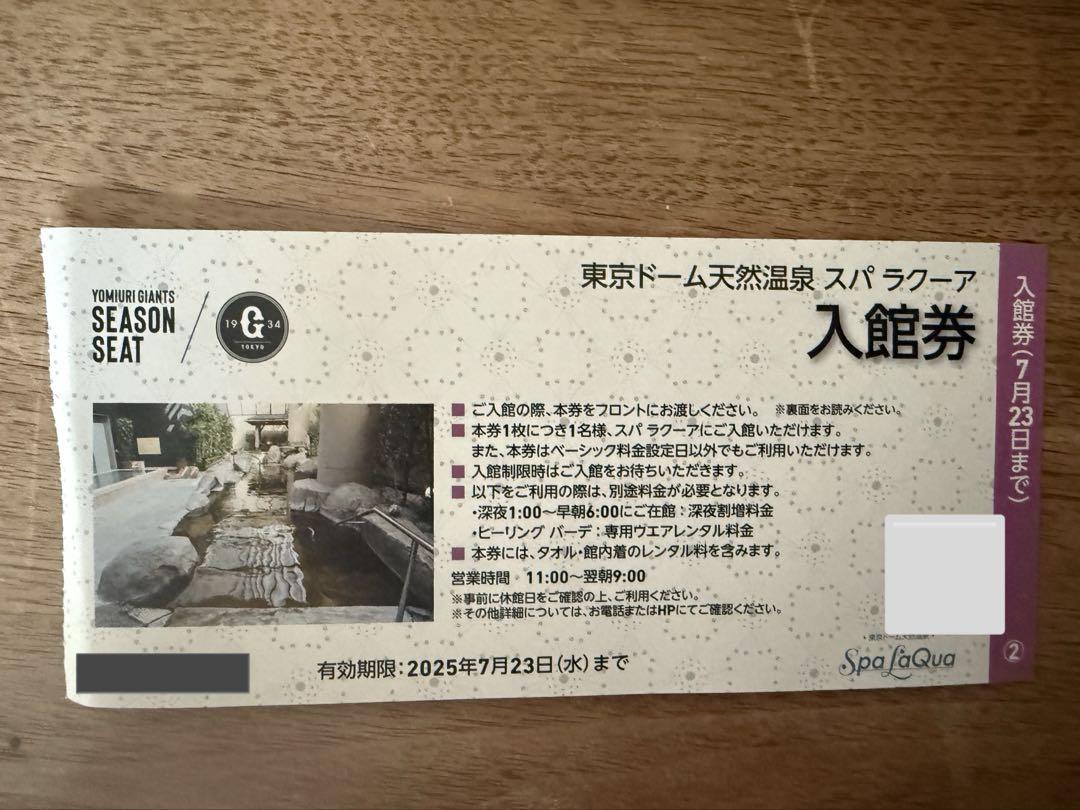 東京ドーム天然温泉 スパ ラクーア
入館券
YOMIURI GIANTS
SEASON
SEAT
19 G 34
TOKYO
■ ご入館の際、本券をフロントにお渡しください。 ※裏面をお読みください。
■ 本券1枚につき1名様、スパ ラクーアにご入館いただけます。
また、本券はベーシック料金設定日以外でもご利用いただけます。
■ 入館制限時はご入館をお待ちいただきます。
■ 以下をご利用の際は、別途料金が必要となります。
・深夜1:00～早朝6:00にご在館：深夜割増料金
・ヒーリング バーデ：専用ウエアレンタル料金
■ 本券には、タオル・館内着のレンタル料を含みます。
営業時間 11:00～翌朝9:00
※事前に休館日をご確認の上、ご利用ください。
※その他詳細については、お電話またはHPにてご確認ください。
有効期限：2025年7月23日（水）まで
・東京ドーム天然温泉・
Spa LaQua
入館券（7月23日まで）
②